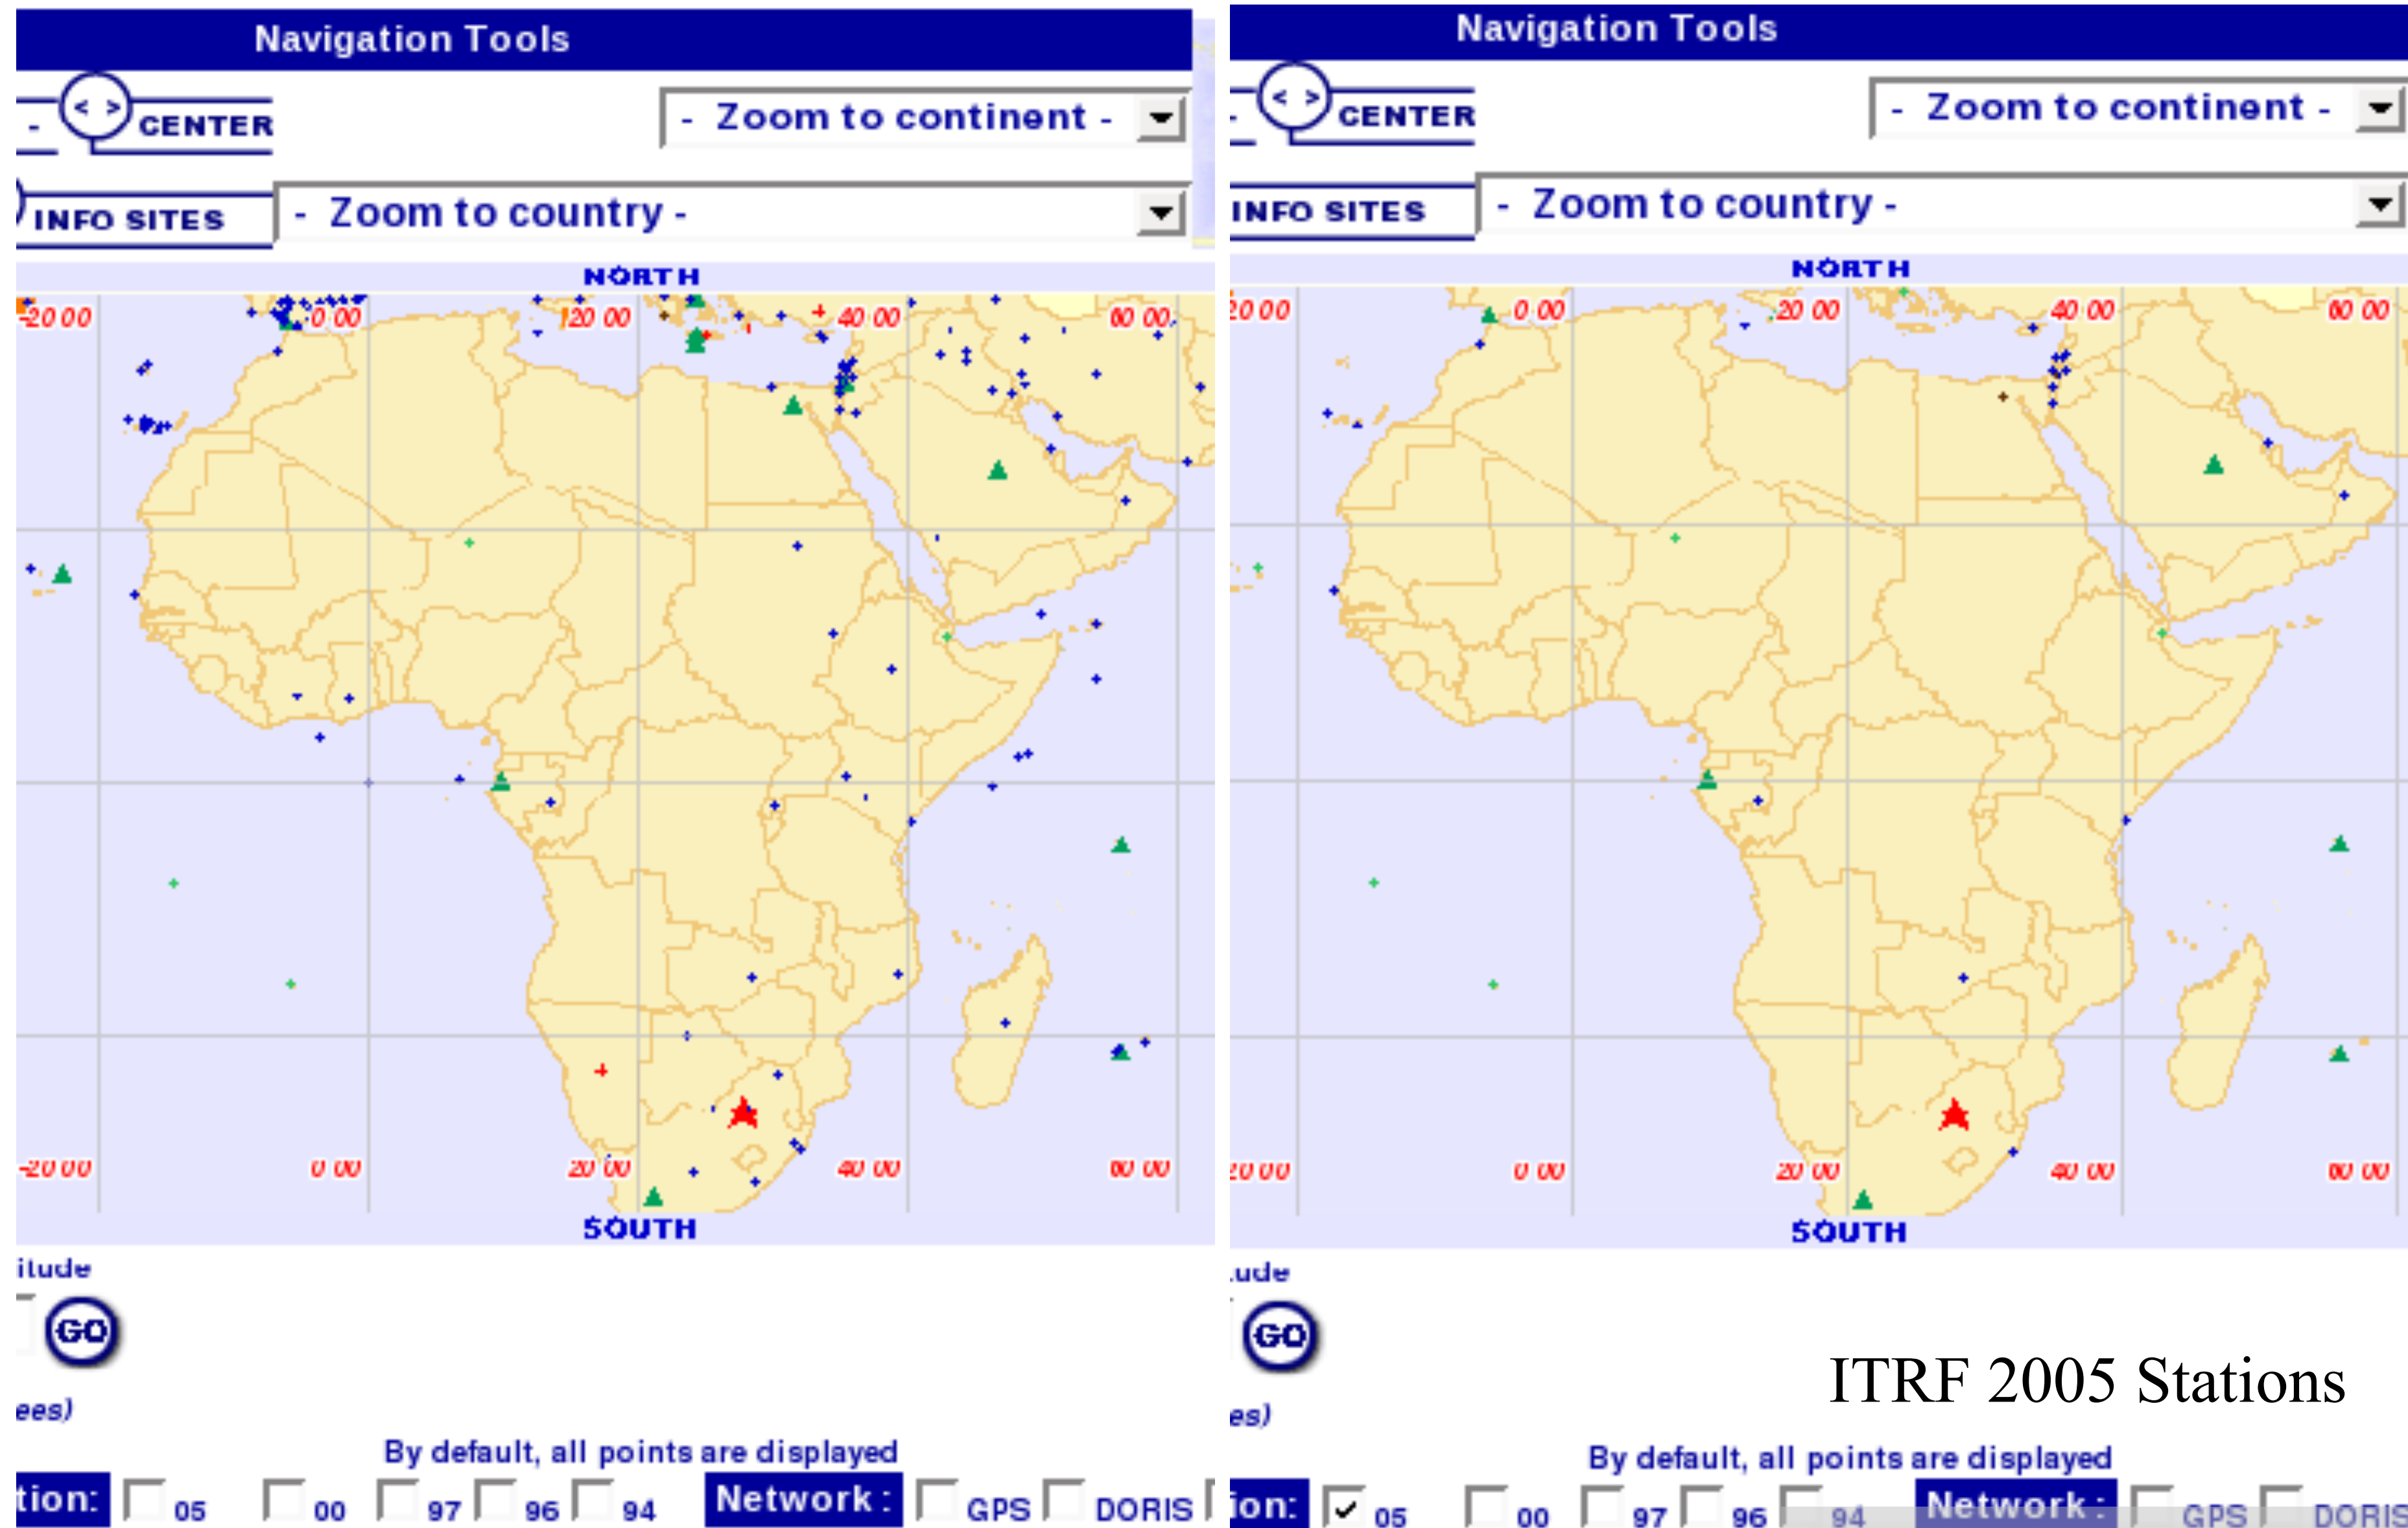 Navigation Tools
< > CENTER
- Zoom to continent -
INFO SITES
- Zoom to country -
NORTH
-20 00 0 00 20 00 40 00 60 00
-20 00 0 00 20 00 40 00 60 00
SOUTH
itude
GO
ees)
By default, all points are displayed
tion: 05 00 97 96 94 Network : GPS DORIS
Navigation Tools
< > CENTER
- Zoom to continent -
INFO SITES
- Zoom to country -
NORTH
20 00 0 00 20 00 40 00 60 00
20 00 0 00 20 00 40 00 60 00
SOUTH
ude
GO
ITRF 2005 Stations
es)
By default, all points are displayed
ion: 05 00 97 96 94 Network : GPS DORIS